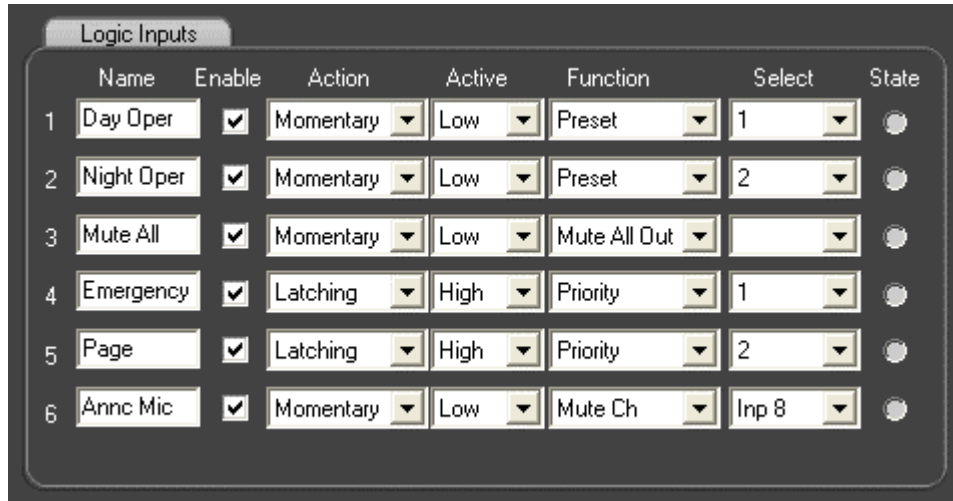 Logic Inputs
Name Enable Action Active Function Select State
1 Day Oper Momentary Low Preset 1
2 Night Oper Momentary Low Preset 2
3 Mute All Momentary Low Mute All Out
4 Emergency Latching High Priority 1
5 Page Latching High Priority 2
6 Annc Mic Momentary Low Mute Ch Inp 8